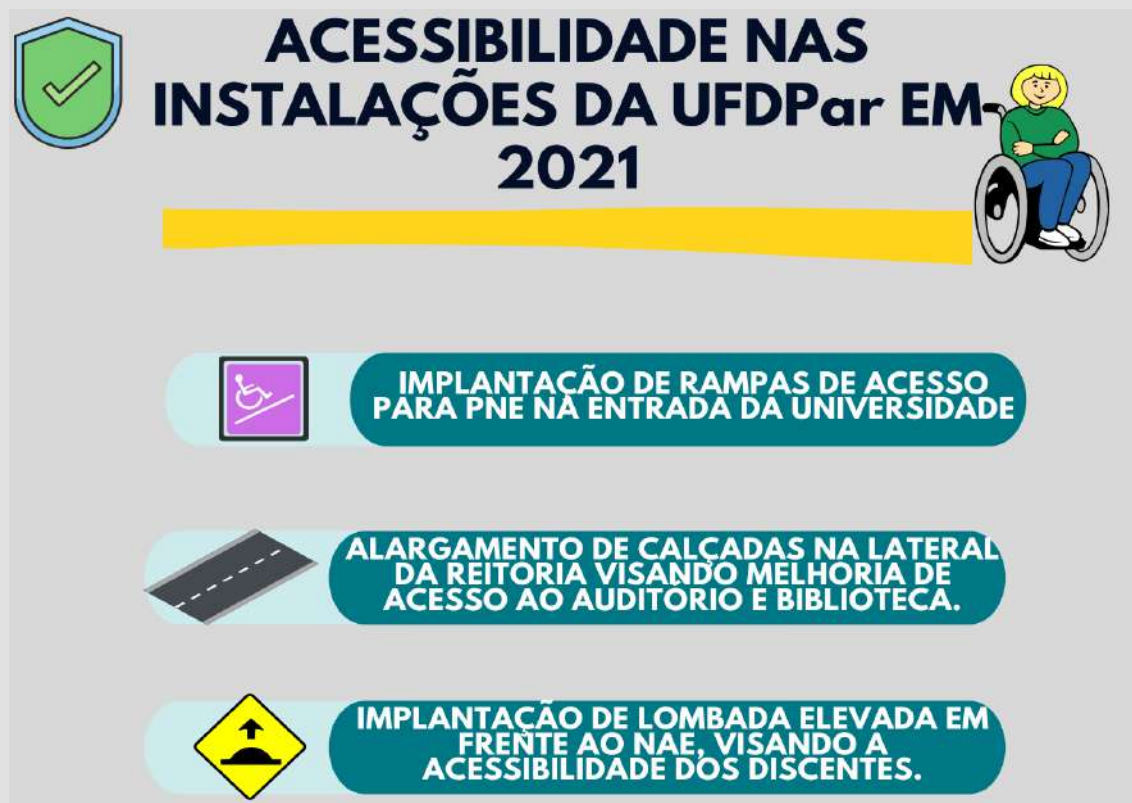 ACESSIBILIDADE NAS
INSTALAÇÕES DA UFDPar EM
2021
IMPLANTAÇÃO DE RAMPAS DE ACESSO
PARA PNE NA ENTRADA DA UNIVERSIDADE
ALARGAMENTO DE CALÇADAS NA LATERAL
DA REITORIA VISANDO MELHORIA DE
ACESSO AO AUDITÓRIO E BIBLIOTECA.
IMPLANTAÇÃO DE LOMBADA ELEVADA EM
FRENTE AO NAE, VISANDO A
ACESSIBILIDADE DOS DISCENTES.